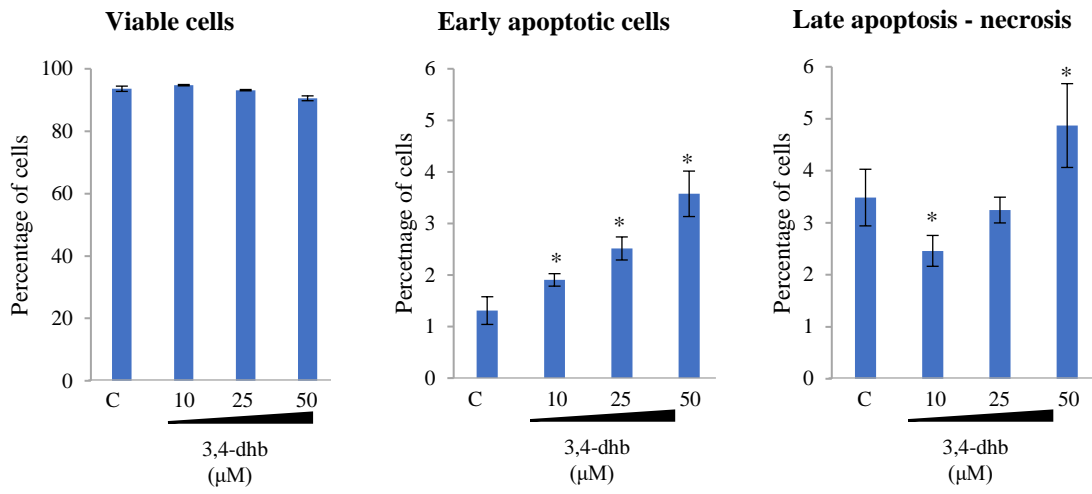 Viable cells
Percentage of cells
100
80
60
40
20
0
C 10 25 50
3,4-dhb
(μM)
Early apoptotic cells
Percetnage of cells
6
5
4
3
2
1
0
*
*
*
C 10 25 50
3,4-dhb
(μM)
Late apoptosis - necrosis
Percentage of cells
6
5
4
3
2
1
0
*
*
C 10 25 50
3,4-dhb
(μM)